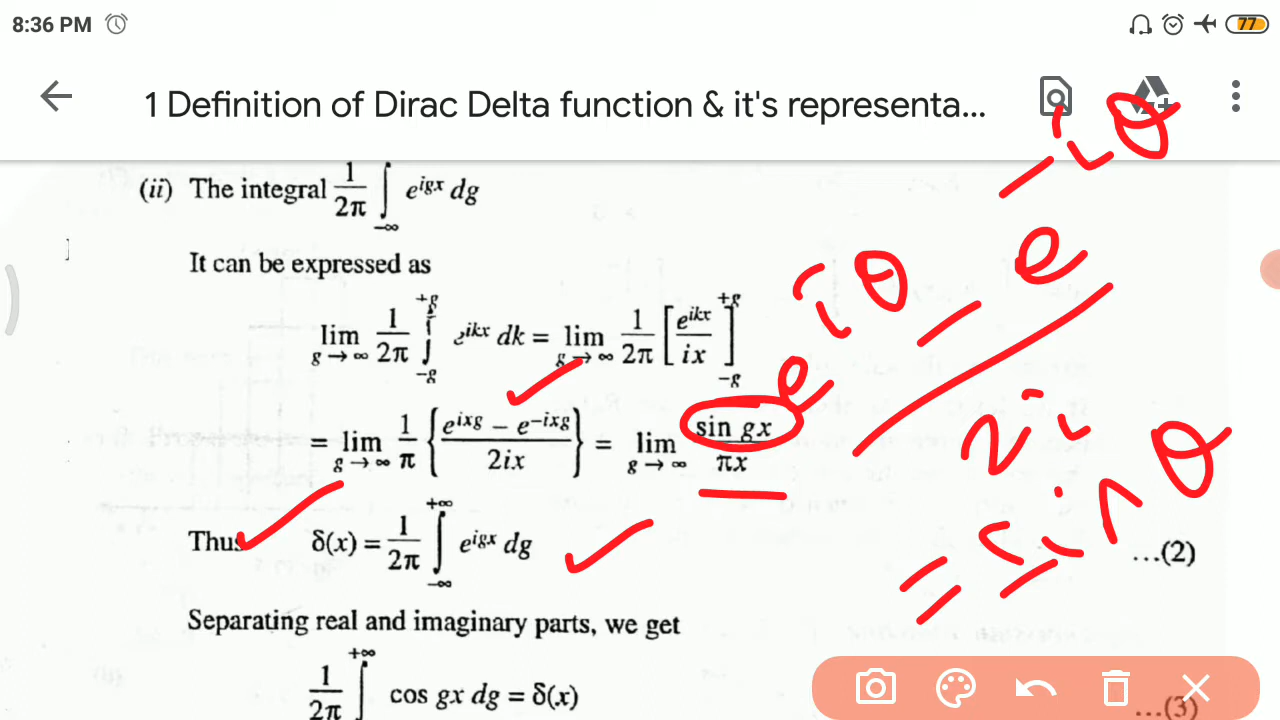 8:36 PM 77
1 Definition of Dirac Delta function & it's representa...
(ii) The integral 1/2π ∫_{-∞} e^{igx} dg
It can be expressed as
lim_{g→∞} 1/2π ∫_{-g}^{+g} e^{ikx} dk = lim_{g→∞} 1/2π [e^{ikx}/ix]_{-g}^{+g}
= lim_{g→∞} 1/π {e^{ixg} − e^{-ixg}/2ix} = lim_{g→∞} sin gx/πx
Thus δ(x) = 1/2π ∫_{-∞}^{+∞} e^{igx} dg ...(2)
Separating real and imaginary parts, we get
1/2π ∫^{+∞} cos gx dg = δ(x) ...(3)
e^{iθ} − e^{-iθ}
2i
= sin θ